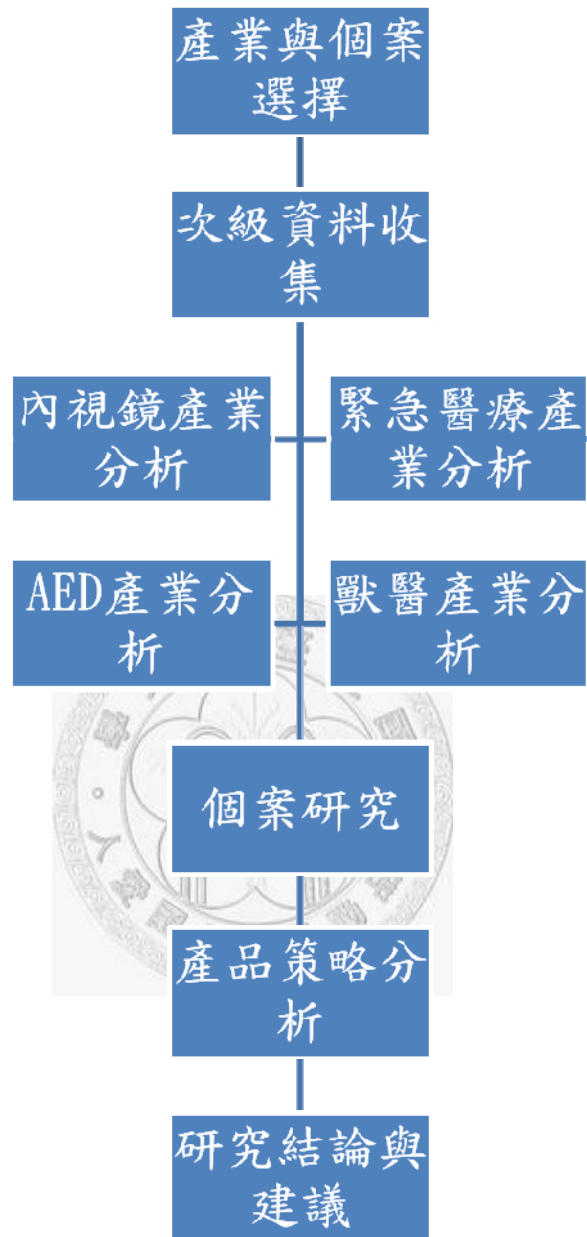 產業與個案
選擇
次級資料收
集
內視鏡產業
分析
緊急醫療產
業分析
AED產業分
析
獸醫產業分
析
個案研究
產品策略分
析
研究結論與
建議